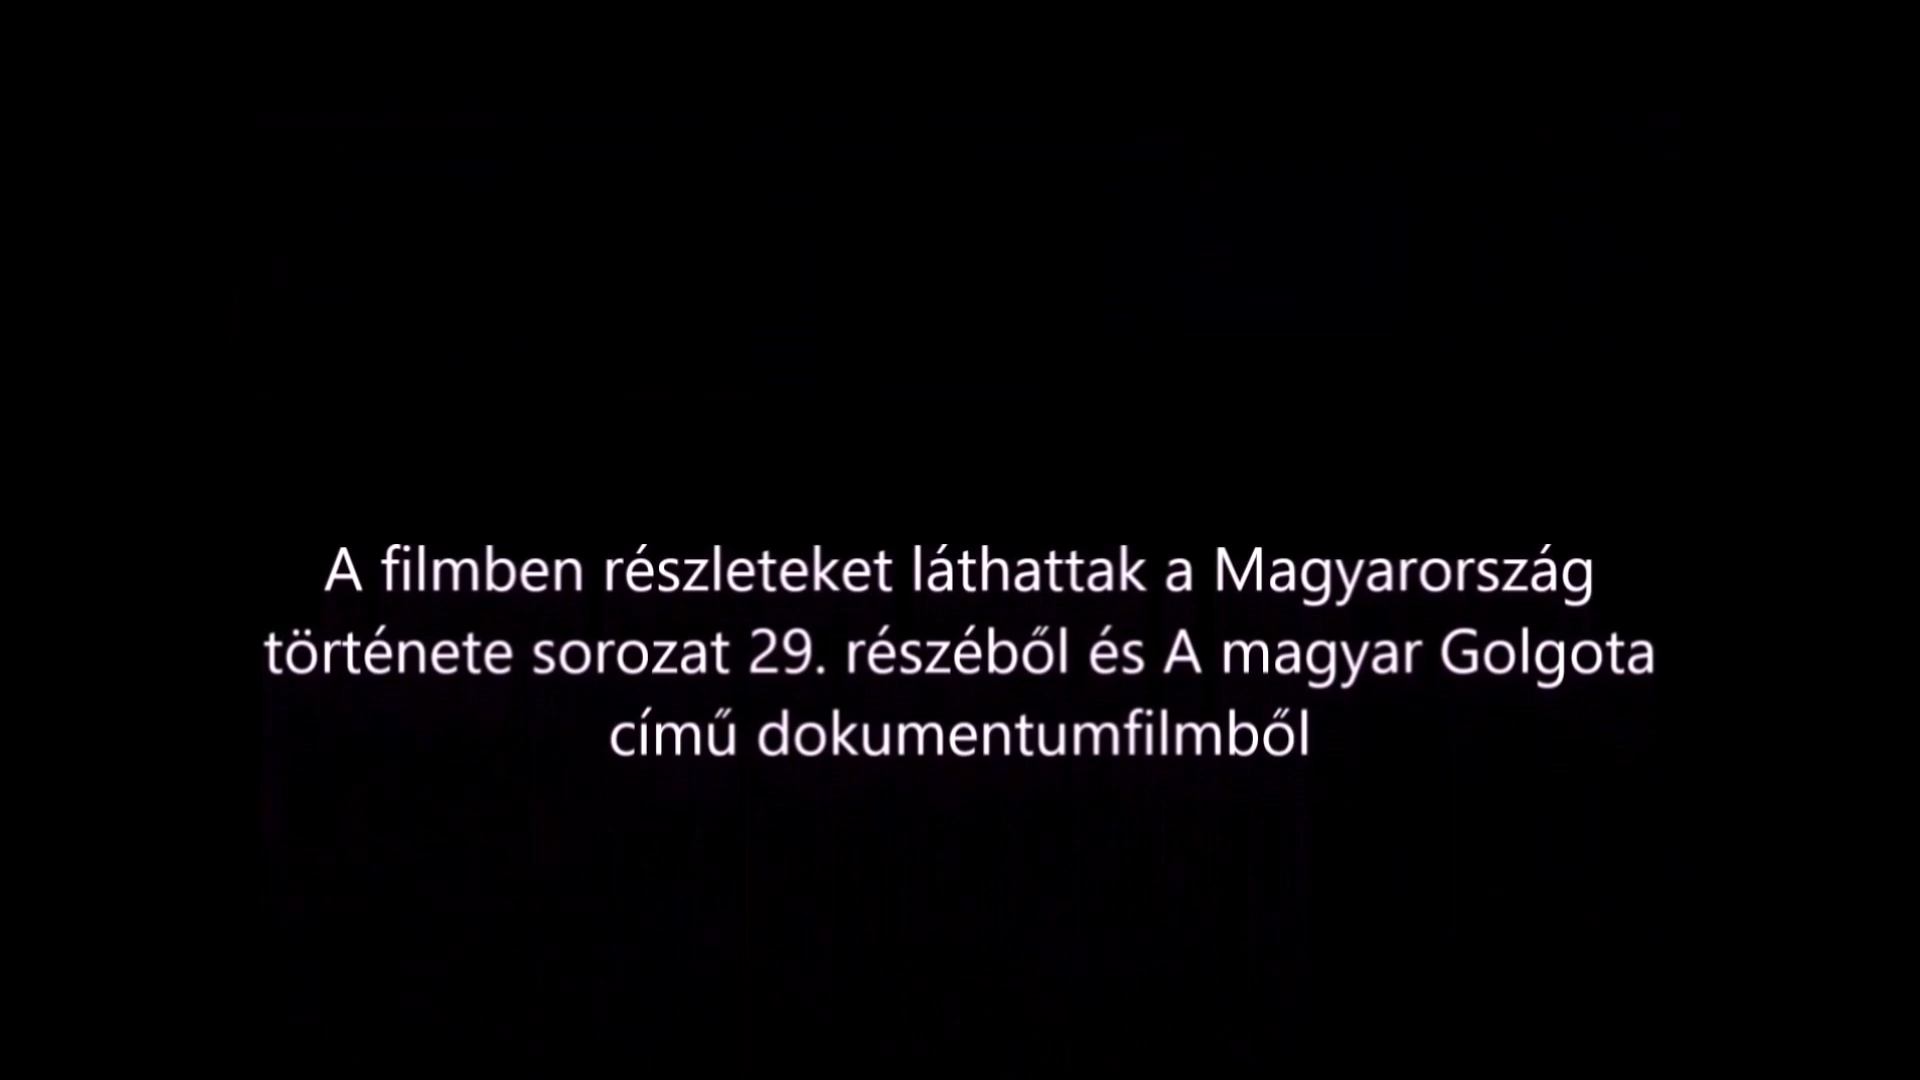 A filmben részleteket láthattak a Magyarország
története sorozat 29. részéből és A magyar Golgota
című dokumentumfilmből